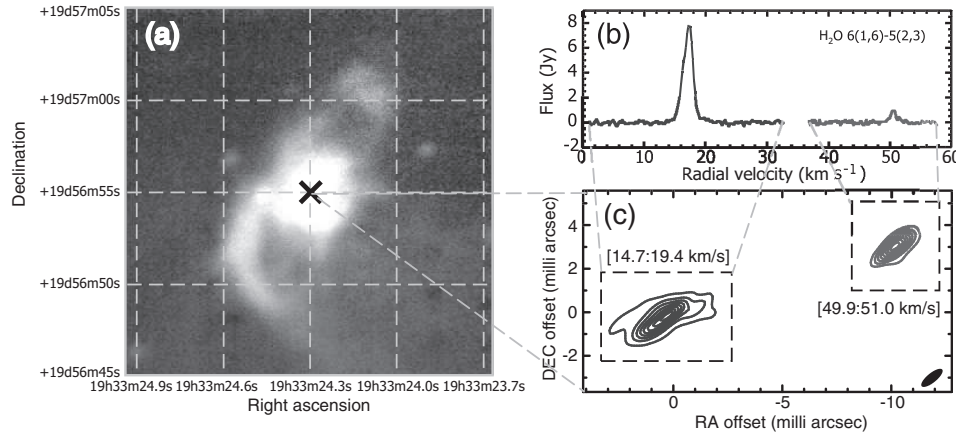 (a)
+19d57m05s
+19d57m00s
+19d56m55s
+19d56m50s
+19d56m45s
Declination
19h33m24.9s 19h33m24.6s 19h33m24.3s 19h33m24.0s 19h33m23.7s
Right ascension
(b)
H₂O 6(1,6)-5(2,3)
8
6
4
2
0
-2
Flux (Jy)
0 10 20 30 40 50 60
Radial velocity (km s⁻¹)
(c)
[14.7:19.4 km/s]
[49.9:51.0 km/s]
4
2
0
-2
DEC offset (milli arcsec)
0 -5 -10
RA offset (milli arcsec)